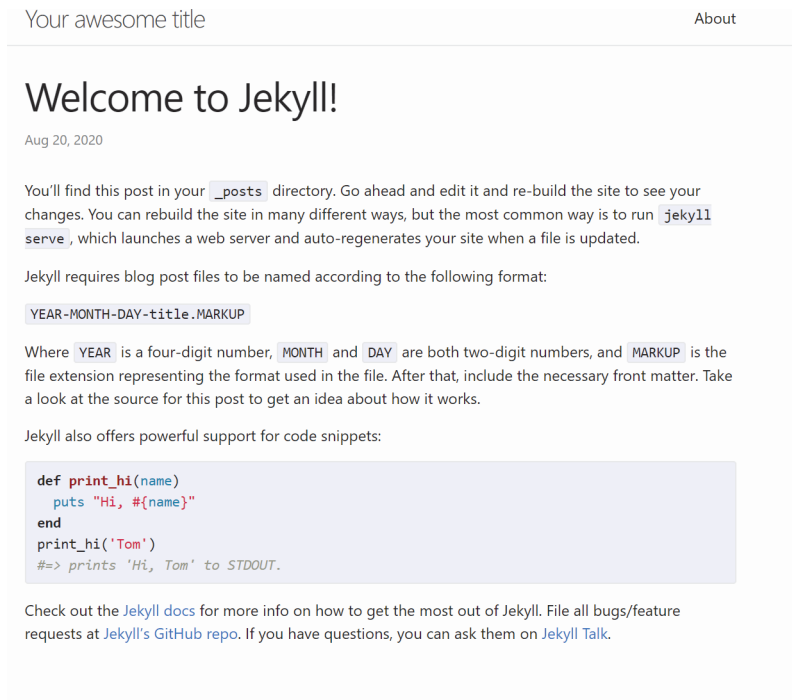 Your awesome title
About
Welcome to Jekyll!
Aug 20, 2020
You’ll find this post in your _posts directory. Go ahead and edit it and re-build the site to see your
changes. You can rebuild the site in many different ways, but the most common way is to run jekyll
serve , which launches a web server and auto-regenerates your site when a file is updated.
Jekyll requires blog post files to be named according to the following format:
YEAR-MONTH-DAY-title.MARKUP
Where YEAR is a four-digit number, MONTH and DAY are both two-digit numbers, and MARKUP is the
file extension representing the format used in the file. After that, include the necessary front matter. Take
a look at the source for this post to get an idea about how it works.
Jekyll also offers powerful support for code snippets:
def print_hi(name)
  puts "Hi, #{name}"
end
print_hi('Tom')
#=> prints 'Hi, Tom' to STDOUT.
Check out the Jekyll docs for more info on how to get the most out of Jekyll. File all bugs/feature
requests at Jekyll’s GitHub repo. If you have questions, you can ask them on Jekyll Talk.